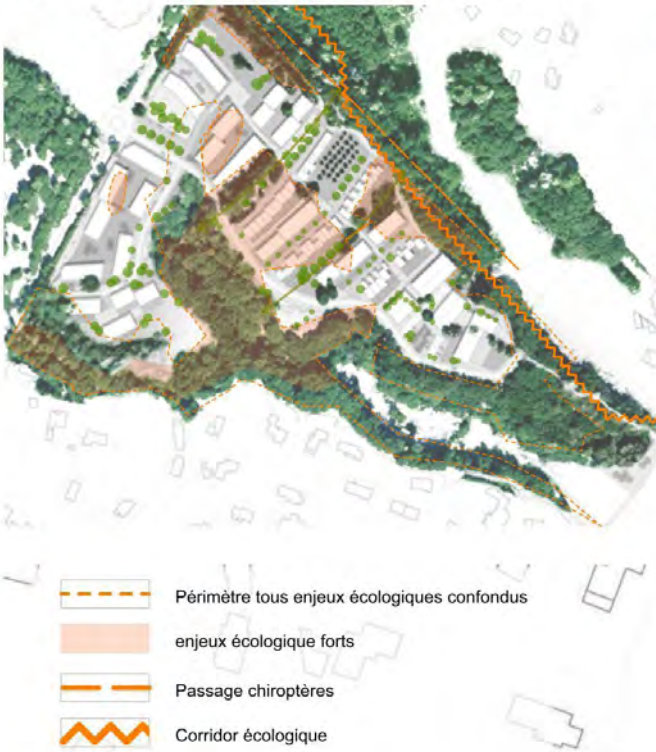 Périmètre tous enjeux écologiques confondus
enjeux écologique forts
Passage chiroptères
Corridor écologique